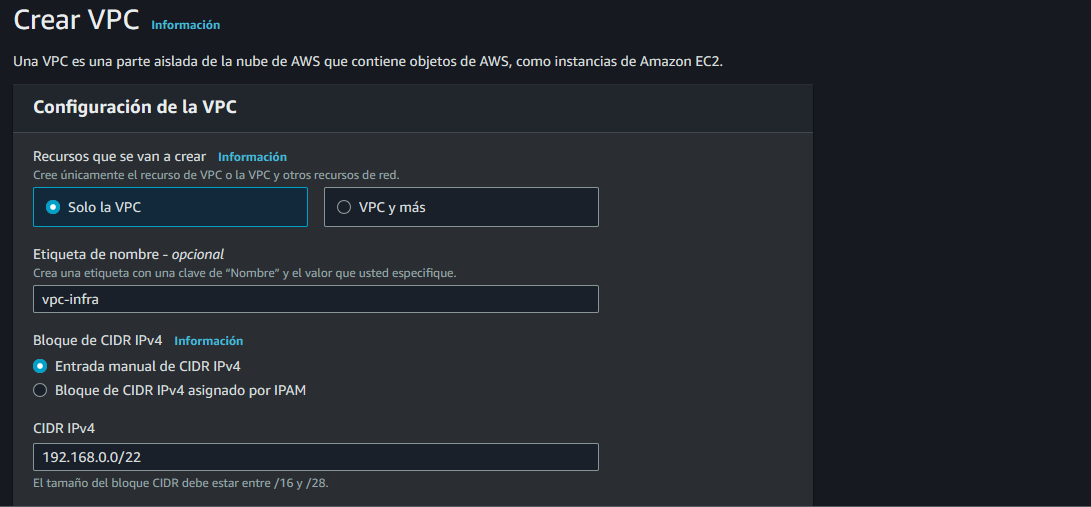 Crear VPC Información
Una VPC es una parte aislada de la nube de AWS que contiene objetos de AWS, como instancias de Amazon EC2.
Configuración de la VPC
Recursos que se van a crear Información
Cree únicamente el recurso de VPC o la VPC y otros recursos de red.
Solo la VPC VPC y más
Etiqueta de nombre - opcional
Crea una etiqueta con una clave de “Nombre” y el valor que usted especifique.
vpc-infra
Bloque de CIDR IPv4 Información
Entrada manual de CIDR IPv4
Bloque de CIDR IPv4 asignado por IPAM
CIDR IPv4
192.168.0.0/22
El tamaño del bloque CIDR debe estar entre /16 y /28.